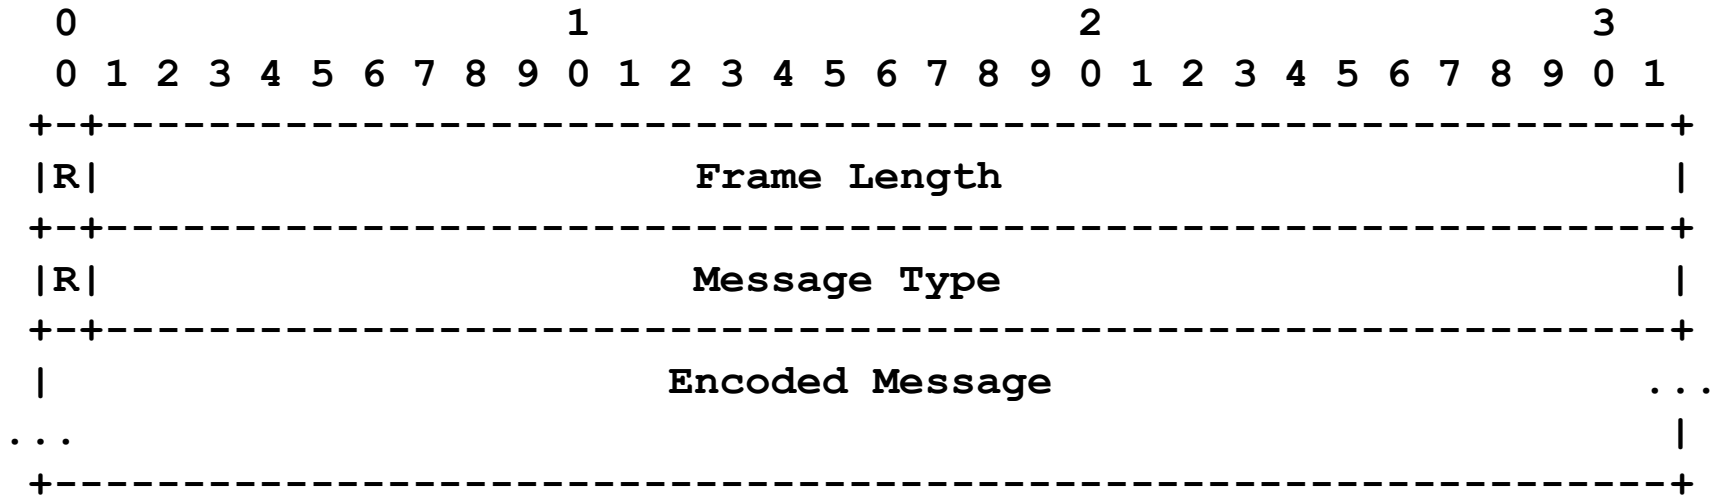 0                   1                   2                   3
0 1 2 3 4 5 6 7 8 9 0 1 2 3 4 5 6 7 8 9 0 1 2 3 4 5 6 7 8 9 0 1
+-+-------------------------------------------------------------+
|R|                       Frame Length                          |
+-+-------------------------------------------------------------+
|R|                       Message Type                          |
+-+-------------------------------------------------------------+
|                        Encoded Message                       ...
...                                                             |
+---------------------------------------------------------------+